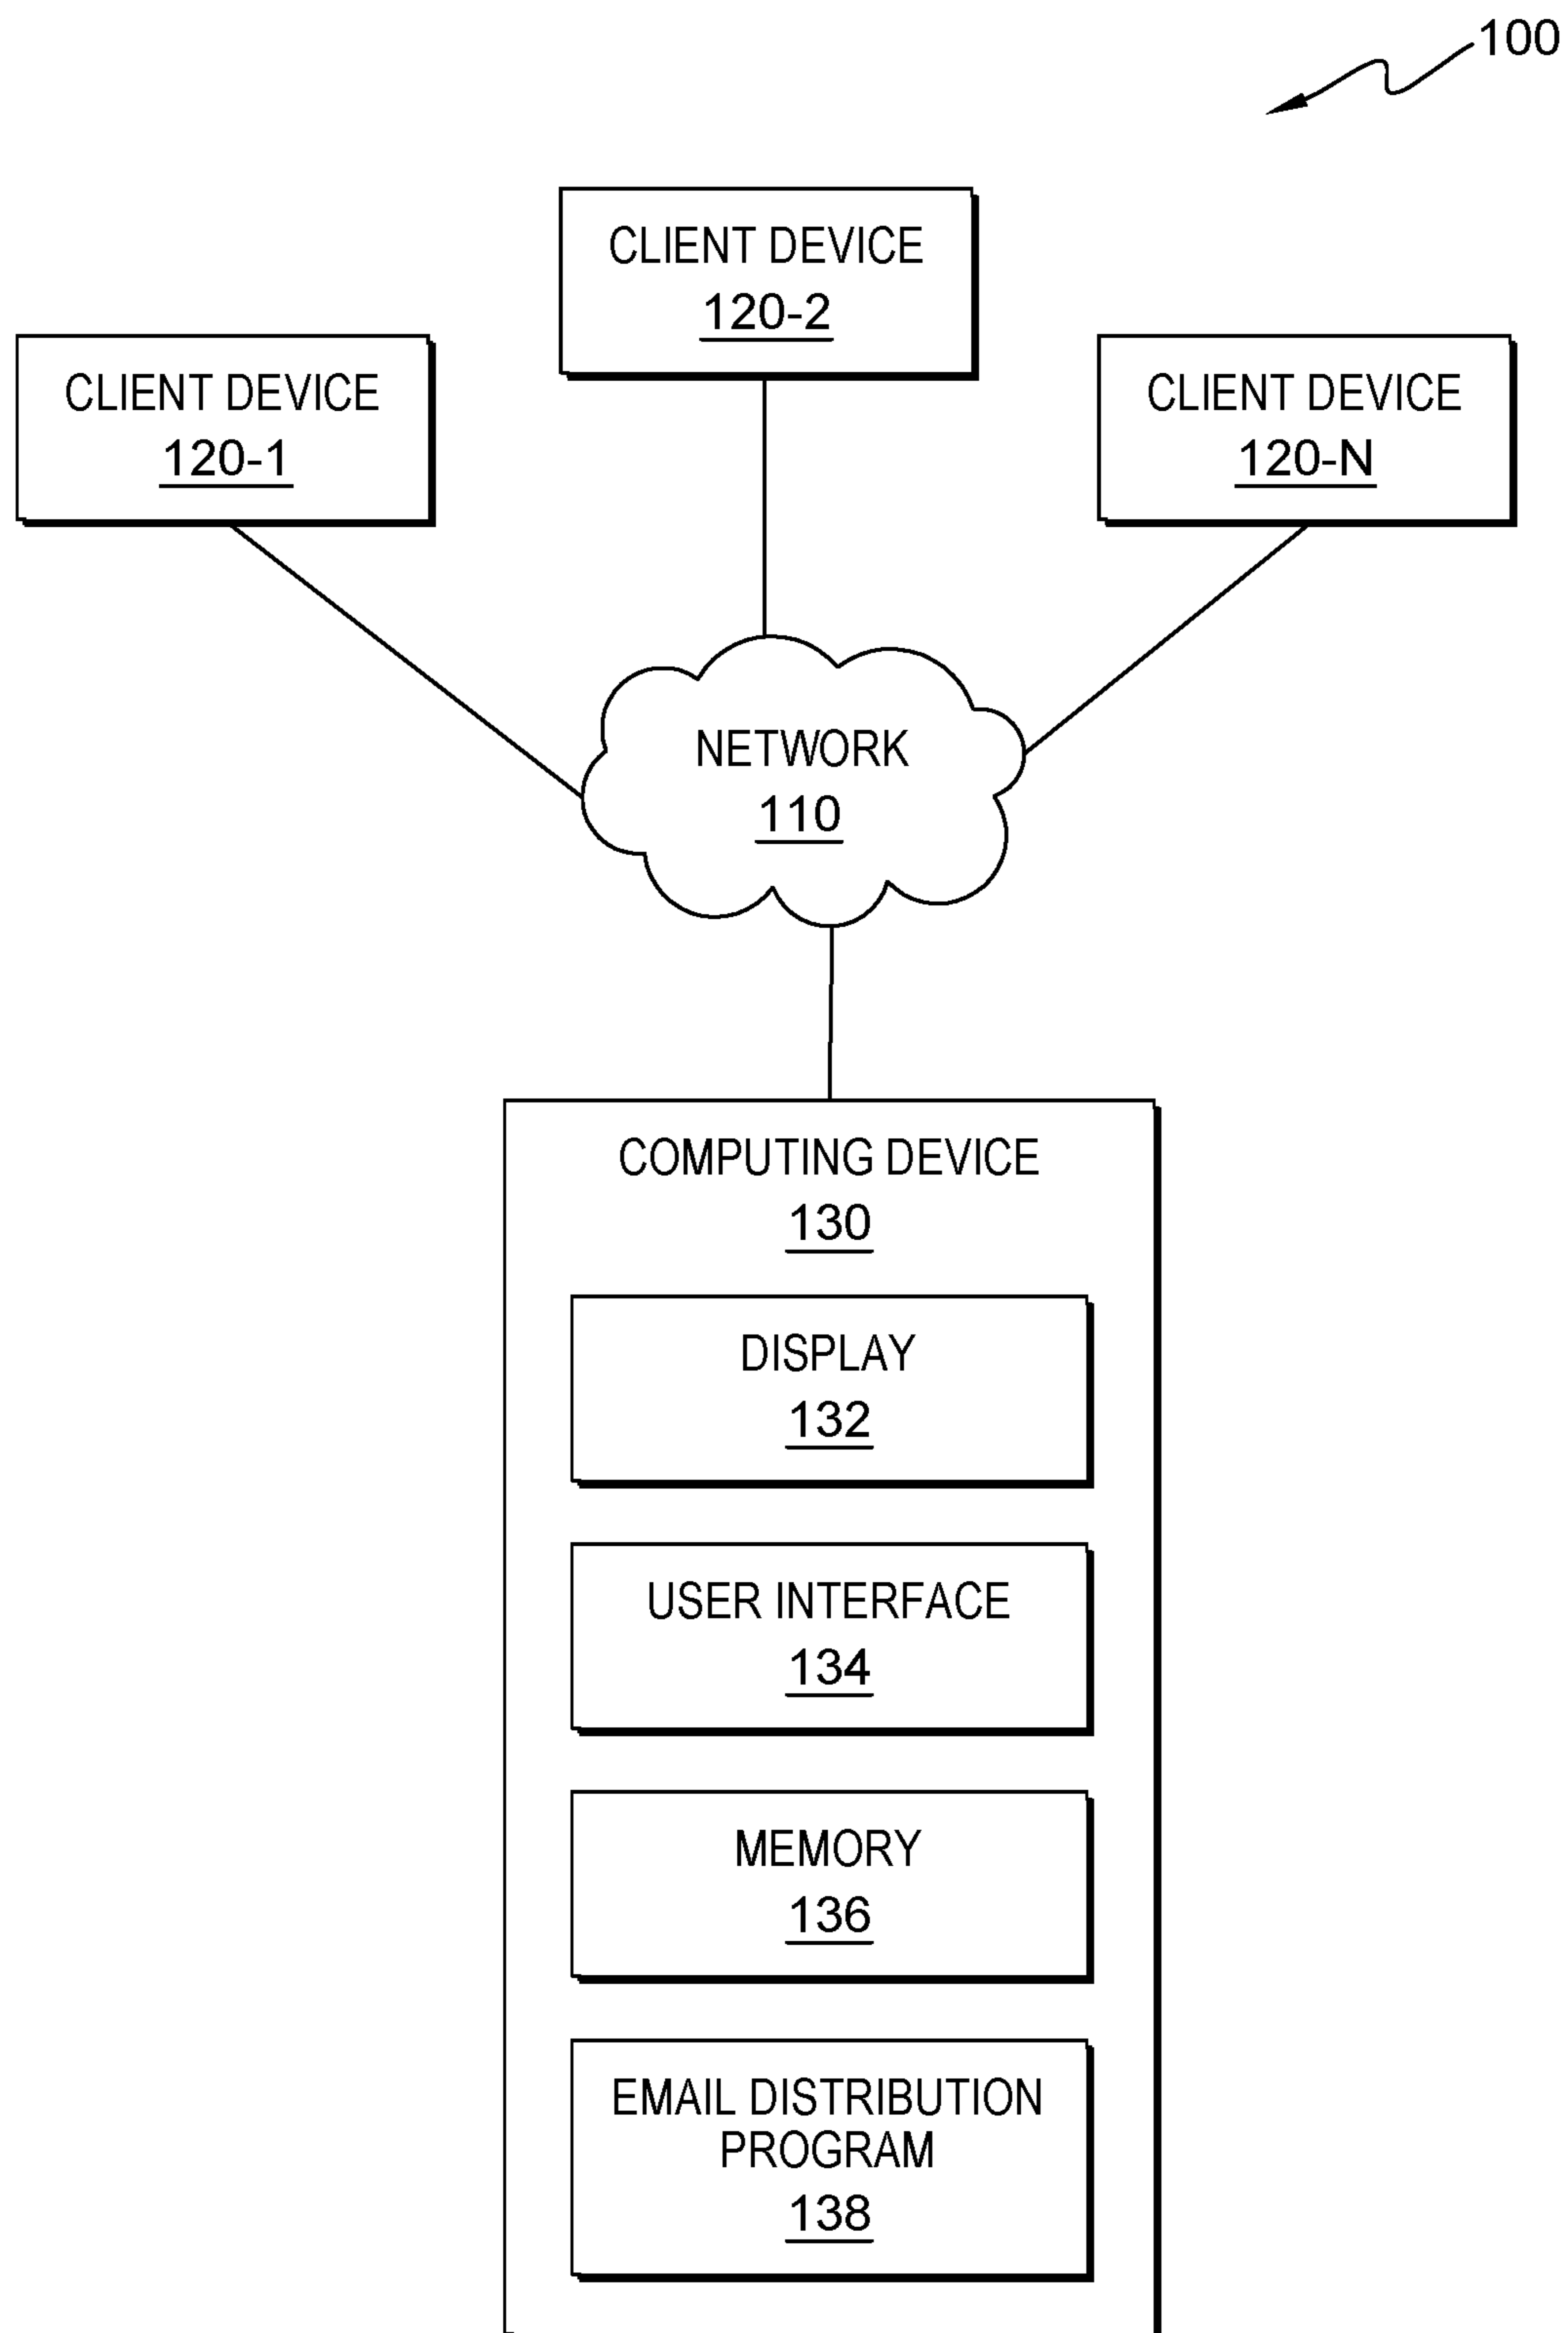 100
CLIENT DEVICE
120-2
CLIENT DEVICE
120-1
CLIENT DEVICE
120-N
NETWORK
110
COMPUTING DEVICE
130
DISPLAY
132
USER INTERFACE
134
MEMORY
136
EMAIL DISTRIBUTION
PROGRAM
138